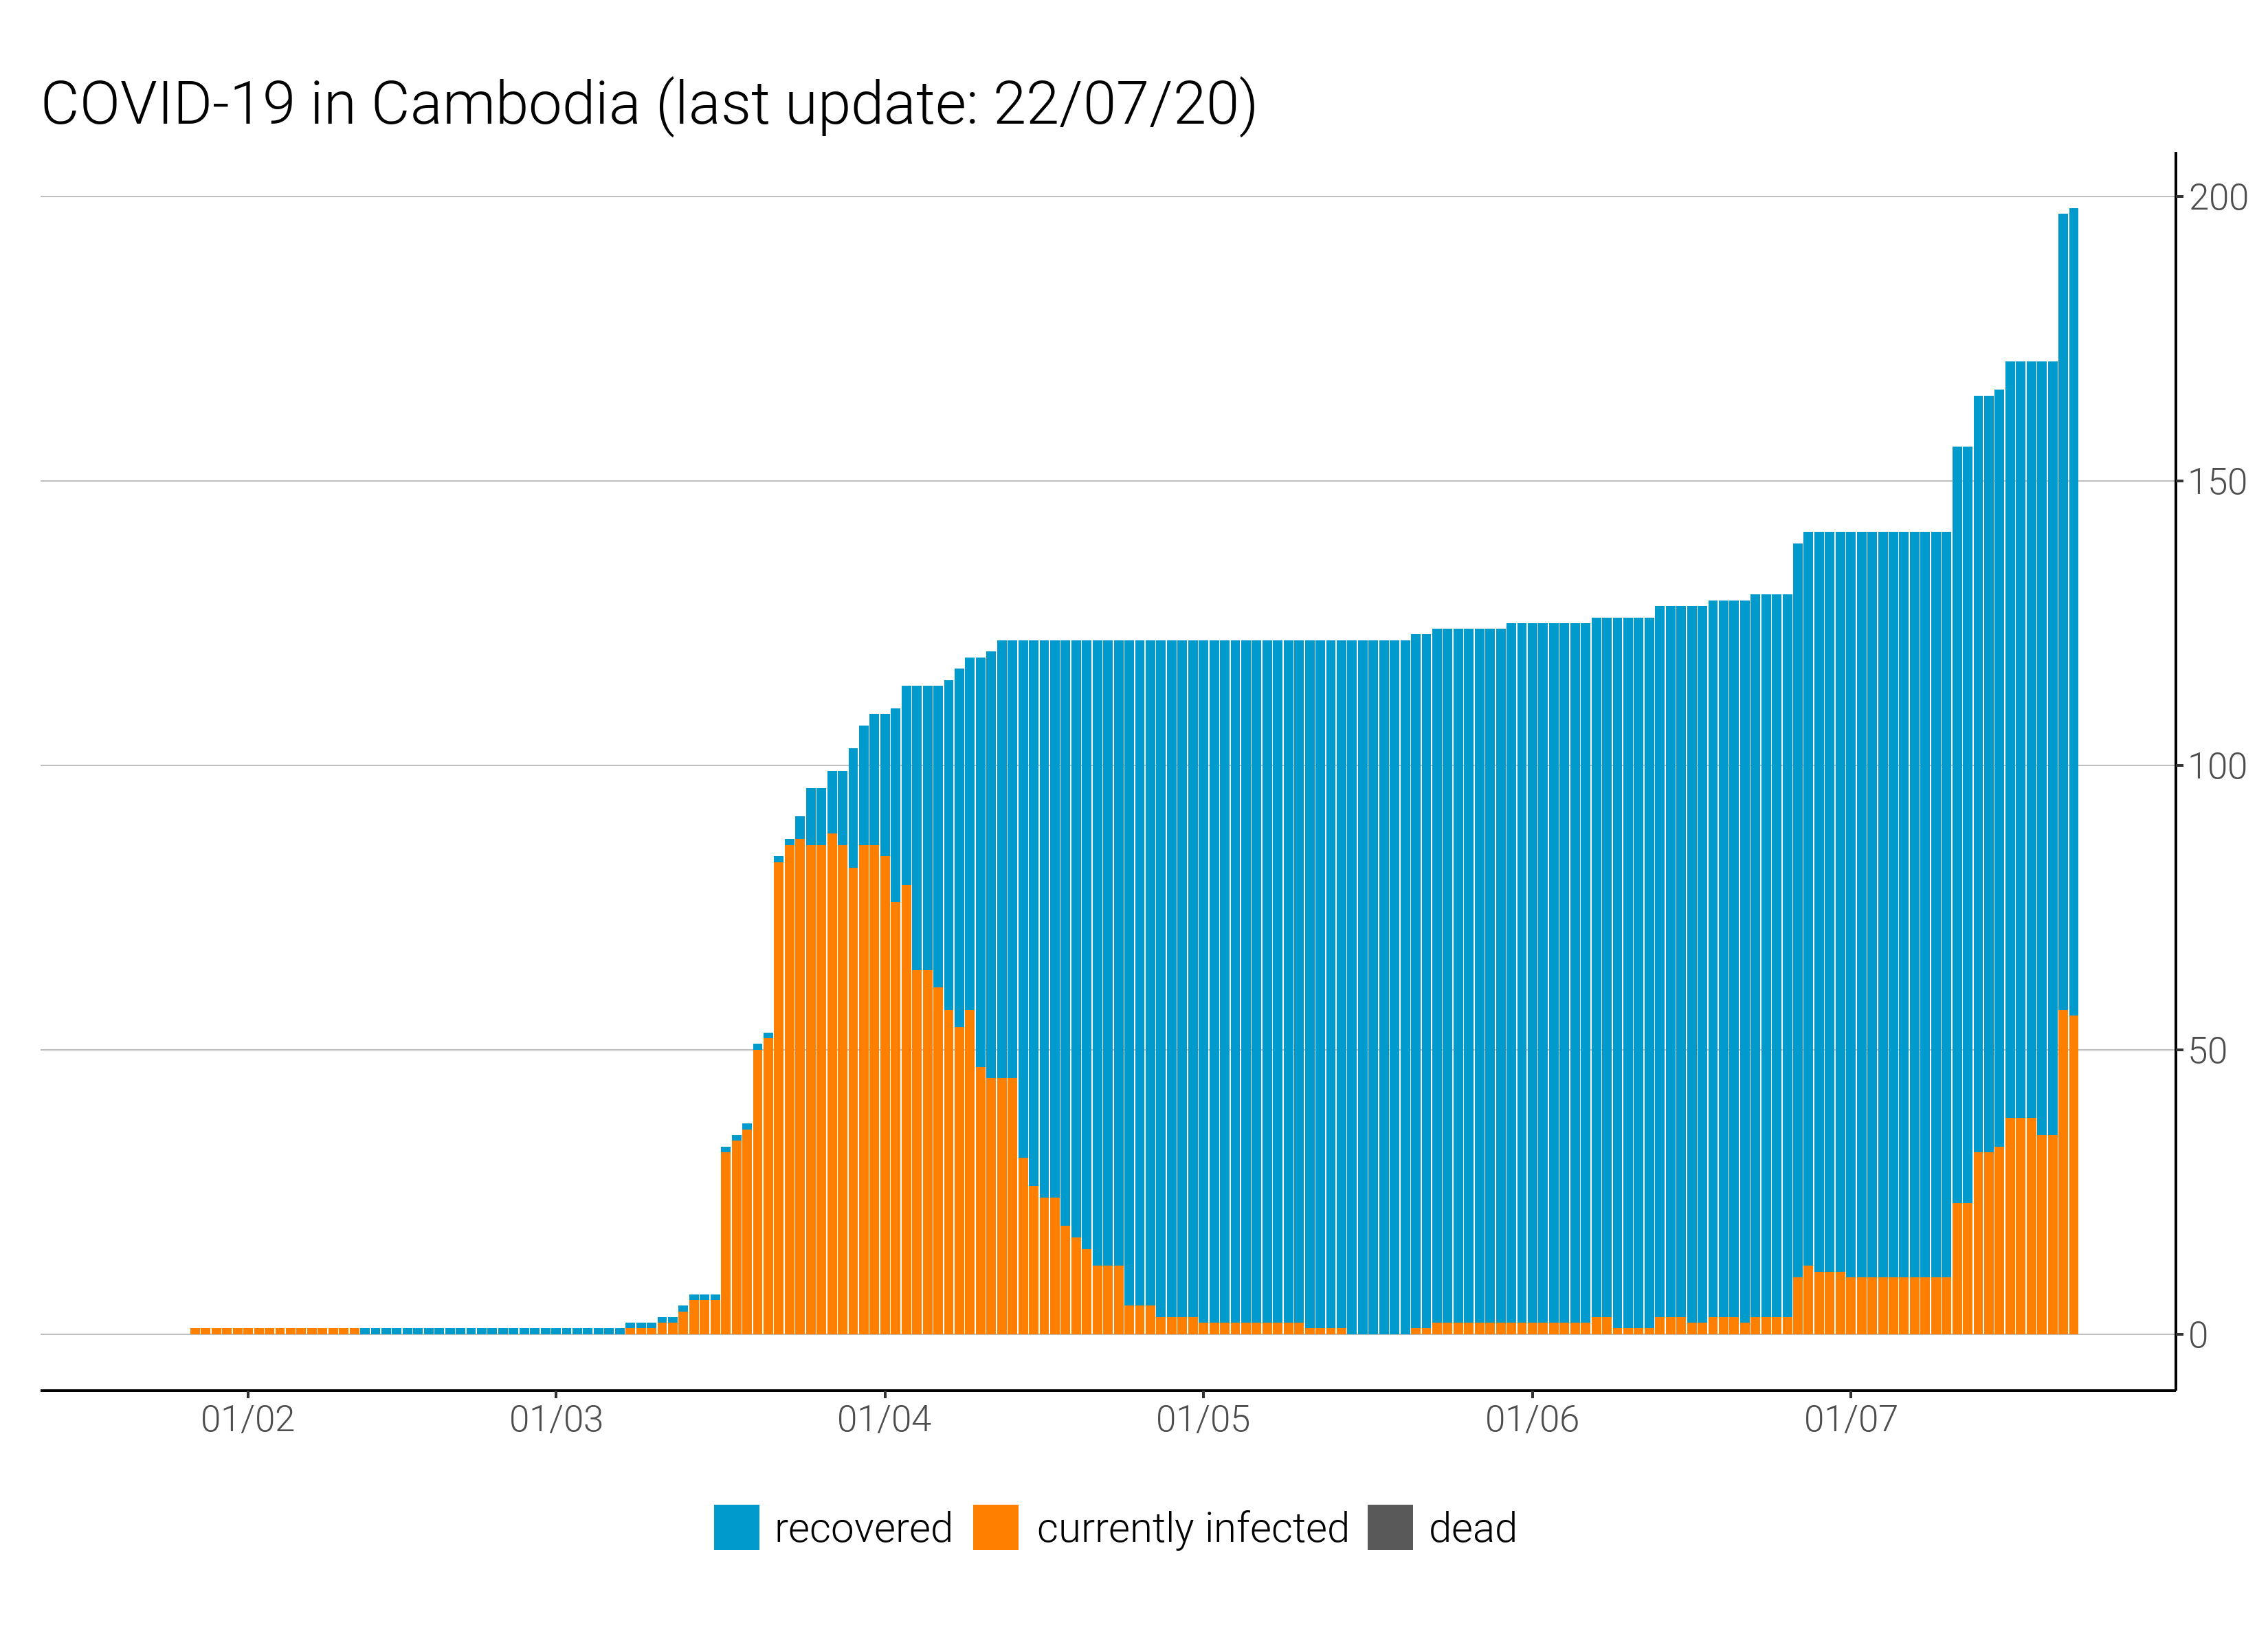 COVID-19 in Cambodia (last update: 22/07/20)
200
150
100
50
0
01/02 01/03 01/04 01/05 01/06 01/07
recovered currently infected dead